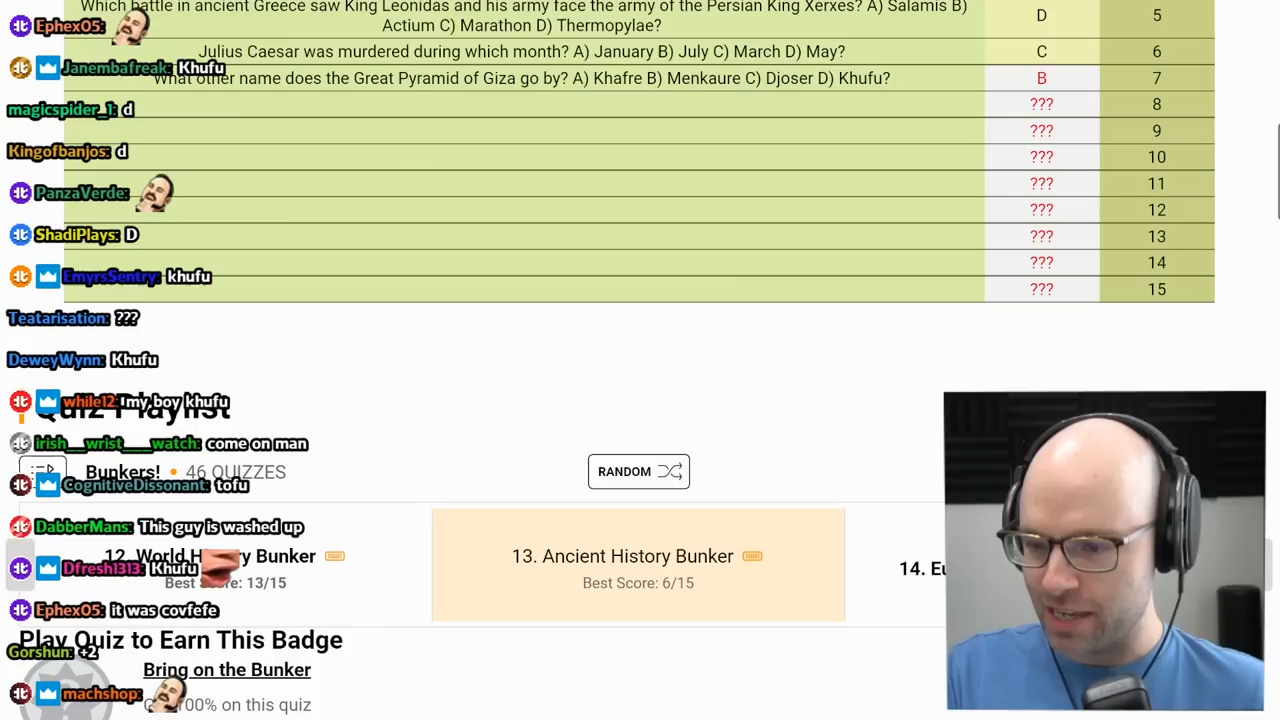 Which battle in ancient Greece saw King Leonidas and his army face the army of the Persian King Xerxes? A) Salamis B)
Actium C) Marathon D) Thermopylae?
D
5
Julius Caesar was murdered during which month? A) January B) July C) March D) May?
C
6
What other name does the Great Pyramid of Giza go by? A) Khafre B) Menkaure C) Djoser D) Khufu?
B
7
???
8
???
9
???
10
???
11
???
12
???
13
???
14
???
15
Ephex05:
Janembafreak: Khufu
magicspider_1: d
Kingofbanjos: d
PanzaVerde:
ShadiPlays: D
EmyrsSentry: khufu
Teatarisation: ???
DeweyWynn: Khufu
while12: my boy khufu
irish__wrist___watch: come on man
CognitiveDissonant: tofu
DabberMans: This guy is washed up
Dfresh1313: Khufu
Ephex05: it was covfefe
Gorshun: +2
machshop:
Quiz Playlist
Bunkers! • 46 QUIZZES
RANDOM
12. World History Bunker
Best Score: 13/15
13. Ancient History Bunker
Best Score: 6/15
14.
Play Quiz to Earn This Badge
Bring on the Bunker
100% on this quiz